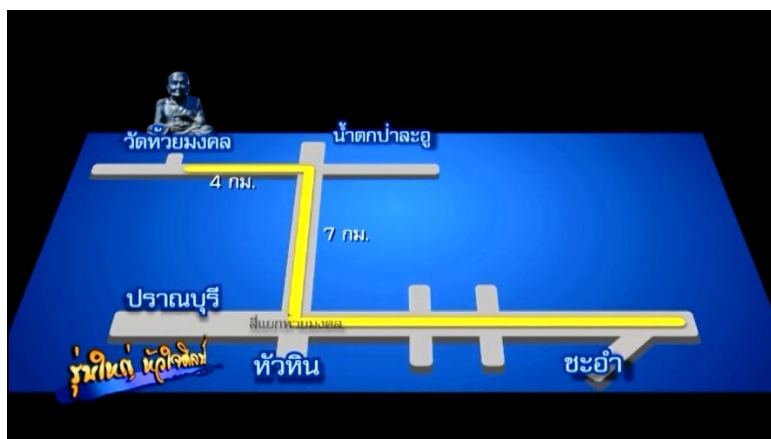 วัดห้วยมงคล
น้ำตกป่าละอู
4 กม.
7 กม.
ปราณบุรี
สี่แยกห้วยมงคล
หัวหิน
ชะอำ
รุ่นใหญ่ หัวใจศิลป์